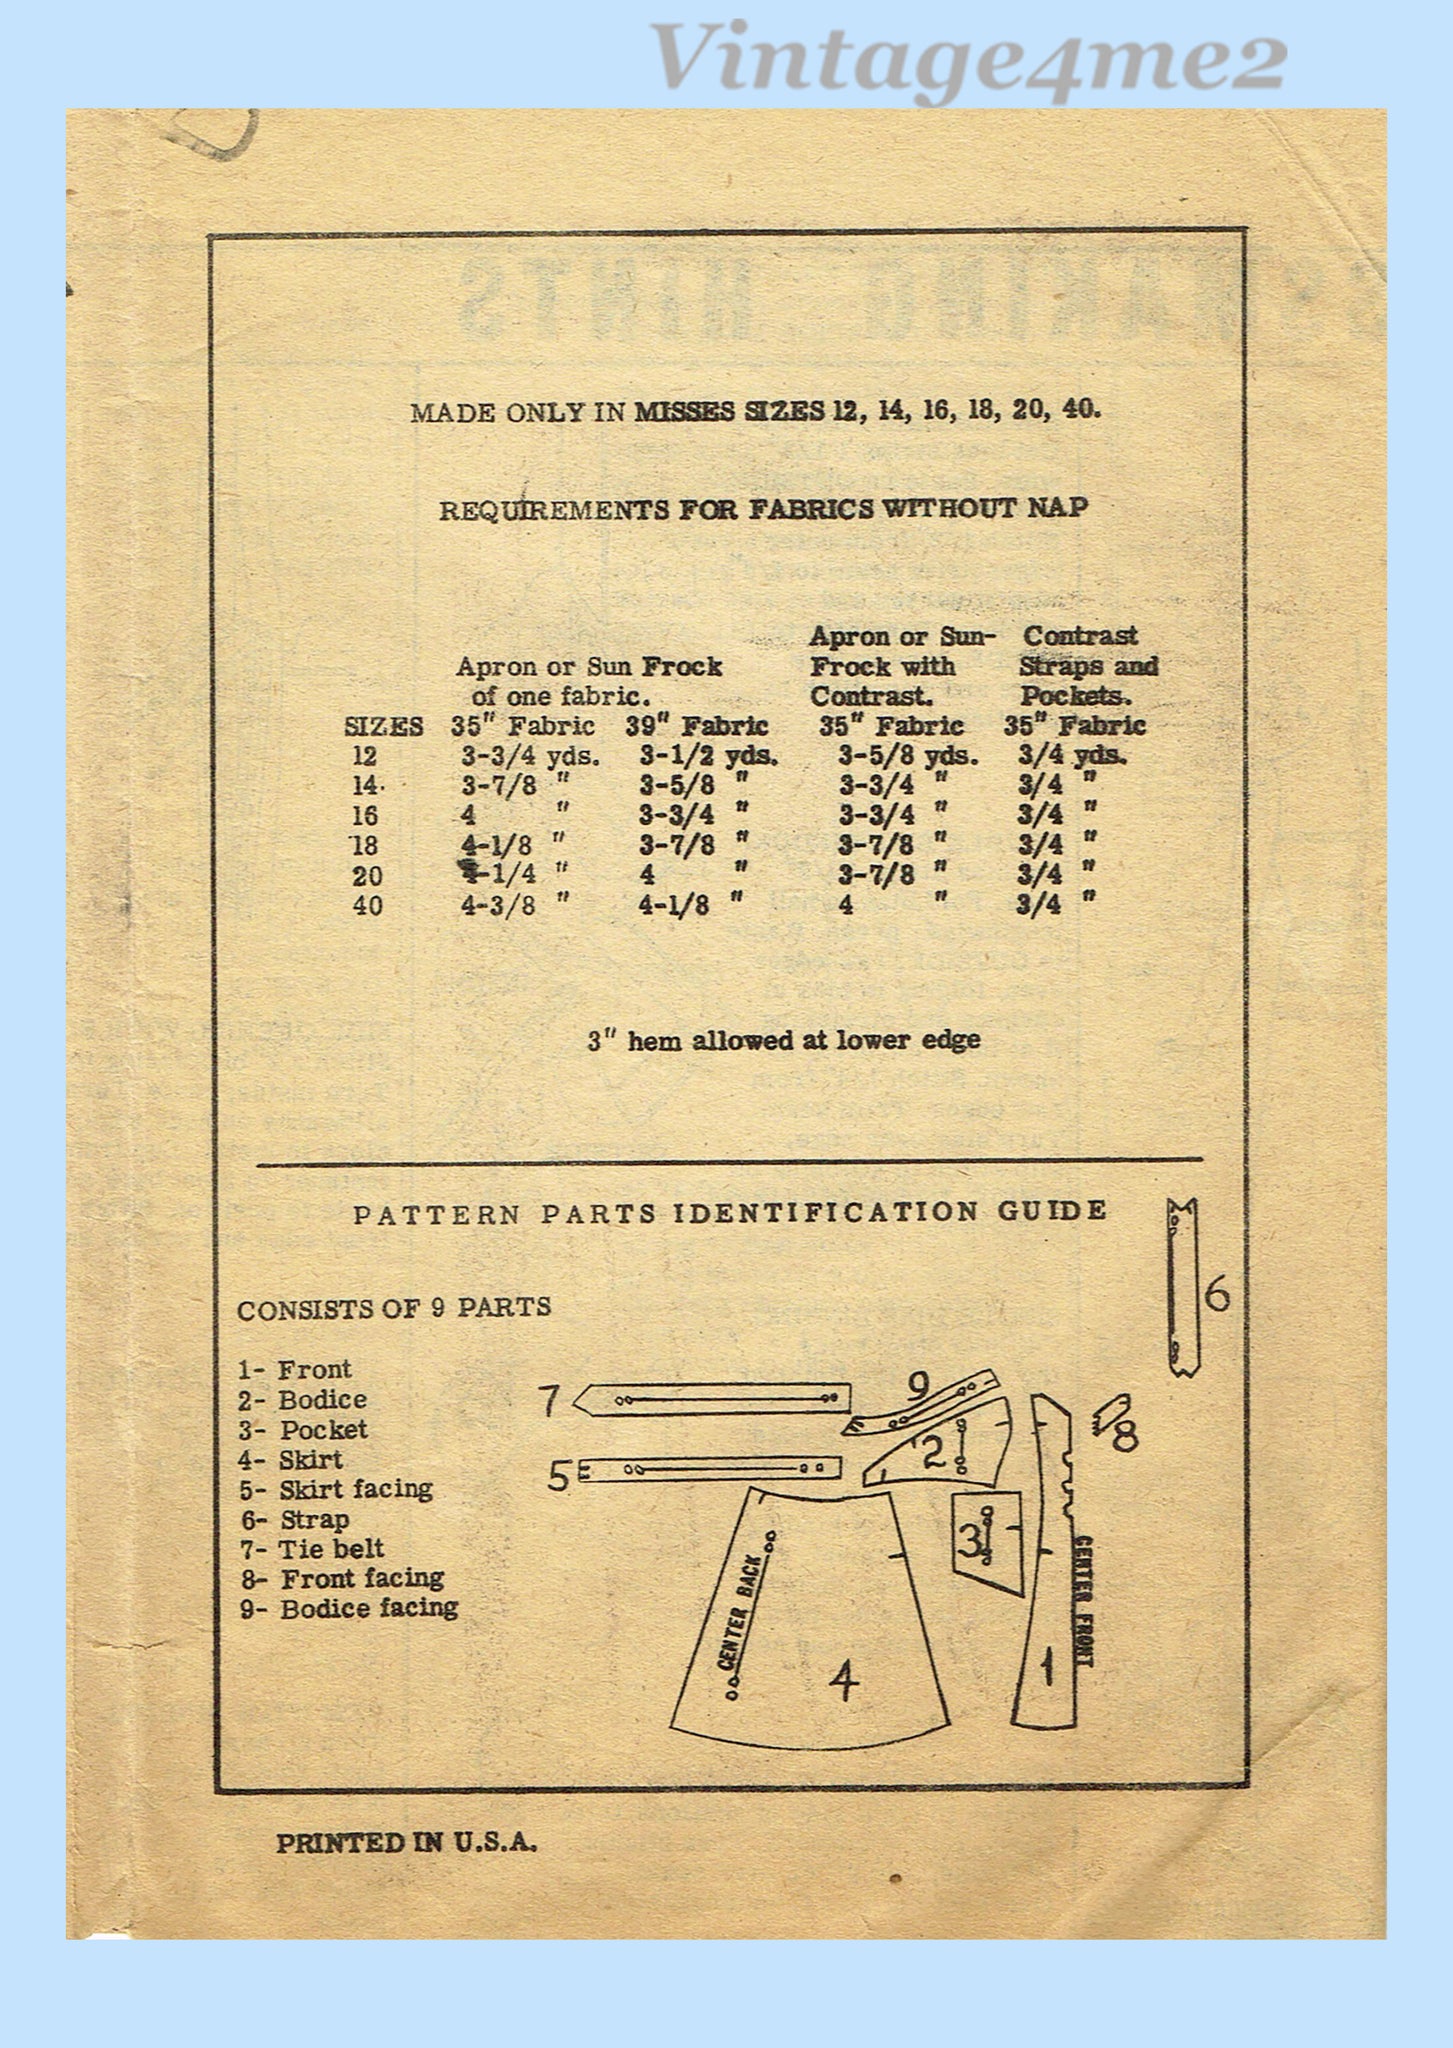 Vintage4me2
MADE ONLY IN MISSES SIZES 12, 14, 16, 18, 20, 40.
REQUIREMENTS FOR FABRICS WITHOUT NAP
Apron or Sun- Contrast
Apron or Sun Frock Frock with Straps and
of one fabric. Contrast. Pockets.
SIZES 35" Fabric 39" Fabric 35" Fabric 35" Fabric
12 3-3/4 yds. 3-1/2 yds. 3-5/8 yds. 3/4 yds.
14 3-7/8 " 3-5/8 " 3-3/4 " 3/4 "
16 4 " 3-3/4 " 3-3/4 " 3/4 "
18 4-1/8 " 3-7/8 " 3-7/8 " 3/4 "
20 4-1/4 " 4 " 3-7/8 " 3/4 "
40 4-3/8 " 4-1/8 " 4 " 3/4 "
3" hem allowed at lower edge
PATTERN PARTS IDENTIFICATION GUIDE
6
CONSISTS OF 9 PARTS
1- Front
2- Bodice
3- Pocket
4- Skirt
5- Skirt facing
6- Strap
7- Tie belt
8- Front facing
9- Bodice facing
7
9
8
2
5
3
CENTER BACK
CENTER FRONT
4
1
PRINTED IN U.S.A.